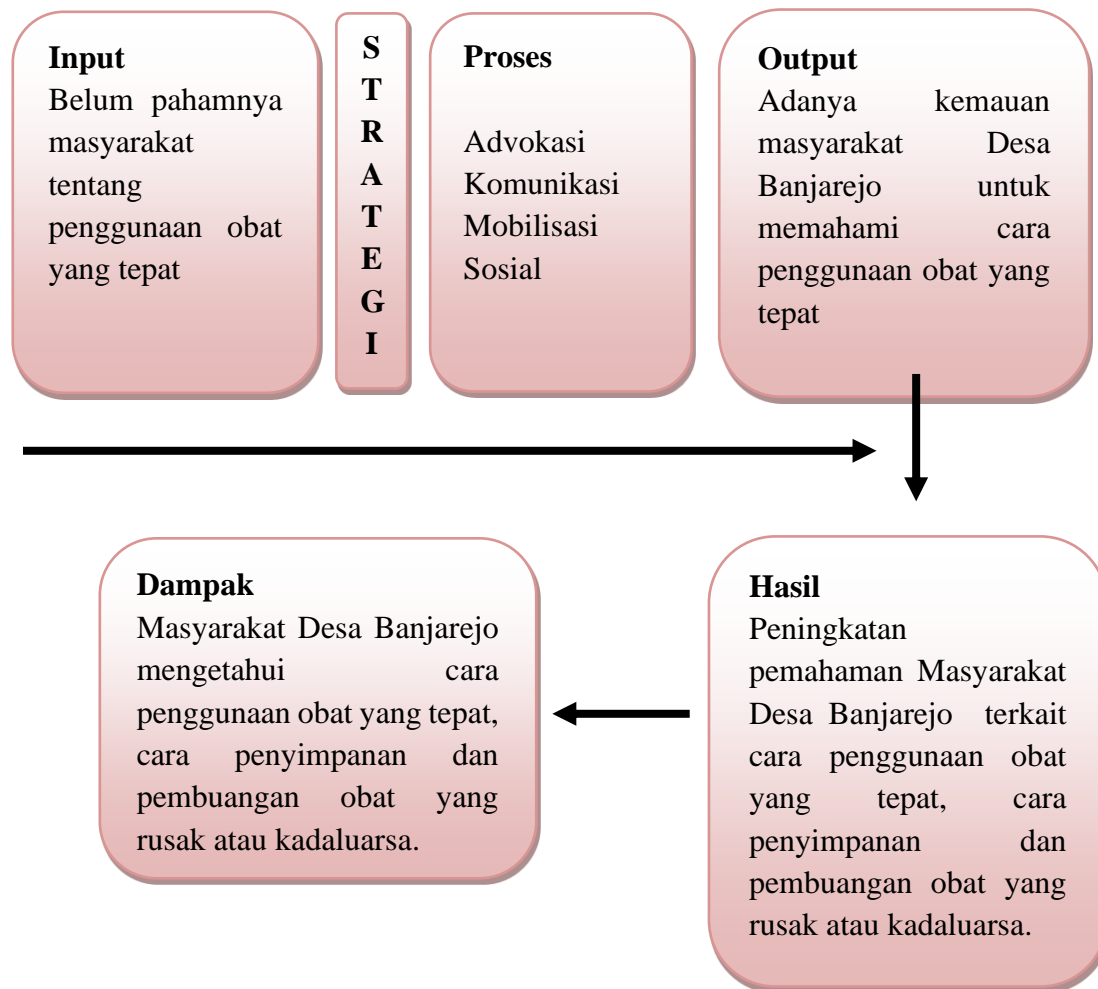 Input
Belum pahamnya
masyarakat
tentang
penggunaan obat
yang tepat
S
T
R
A
T
E
G
I
Proses
Advokasi
Komunikasi
Mobilisasi
Sosial
Output
Adanya kemauan
masyarakat Desa
Banjarejo untuk
memahami cara
penggunaan obat yang
tepat
Dampak
Masyarakat Desa Banjarejo
mengetahui cara
penggunaan obat yang tepat,
cara penyimpanan dan
pembuangan obat yang
rusak atau kadaluarsa.
Hasil
Peningkatan
pemahaman Masyarakat
Desa Banjarejo terkait
cara penggunaan obat
yang tepat, cara
penyimpanan dan
pembuangan obat yang
rusak atau kadaluarsa.